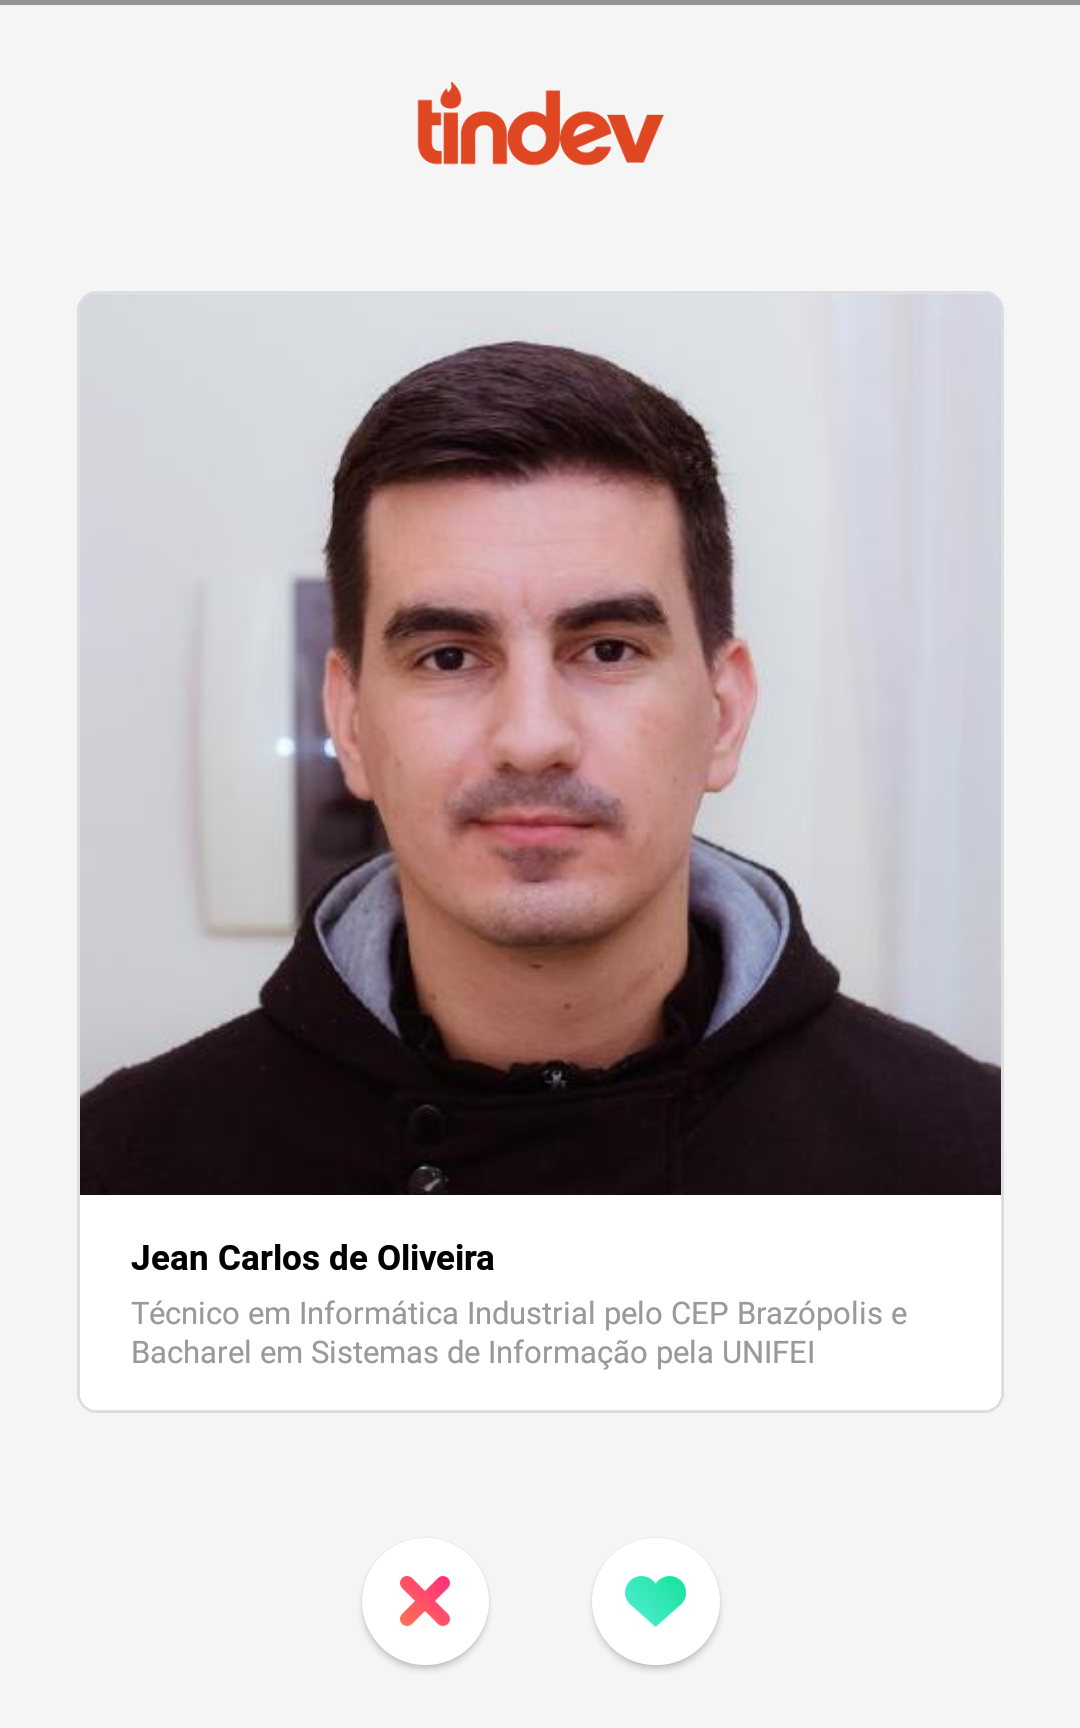 tindev
Jean Carlos de Oliveira
Técnico em Informática Industrial pelo CEP Brazópolis e
Bacharel em Sistemas de Informação pela UNIFEI